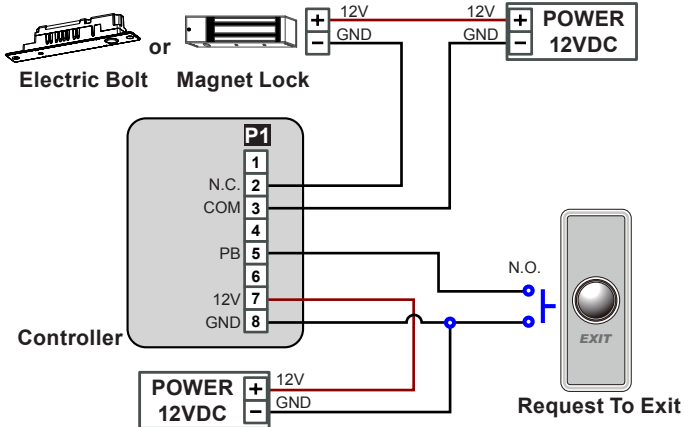 + 12V 12V + POWER
or - GND GND - 12VDC
Electric Bolt Magnet Lock
P1
1
N.C. 2
COM 3
4
PB 5
N.O.
6
12V 7
GND 8
Controller
EXIT
POWER + 12V
12VDC - GND
Request To Exit